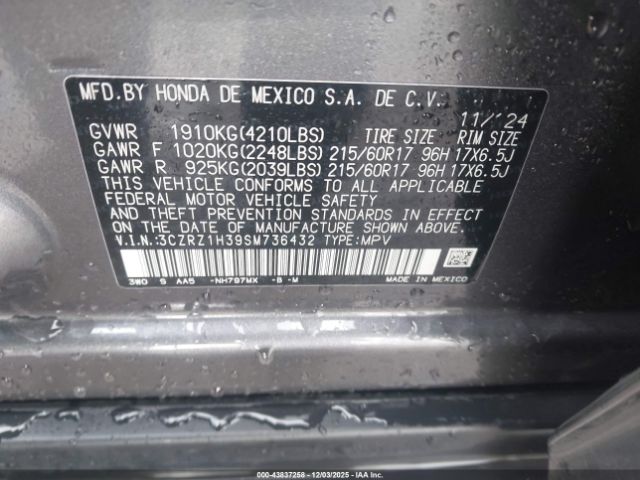 MFD.BY HONDA DE MEXICO S.A. DE C.V.
11/'24
GVWR 1910KG(4210LBS) TIRE SIZE RIM SIZE
GAWR F 1020KG(2248LBS) 215/60R17 96H 17X6.5J
GAWR R 925KG(2039LBS) 215/60R17 96H 17X6.5J
THIS VEHICLE CONFORMS TO ALL APPLICABLE
FEDERAL MOTOR VEHICLE SAFETY
AND THEFT PREVENTION STANDARDS IN EFFECT
ON THE DATE OF MANUFACTURE SHOWN ABOVE.
V.I.N.:3CZRZ1H39SM736432 TYPE:MPV
3W0 S AA5 -NH797MX -B -M
MADE IN MEXICO
00-43837258 - 12/03/2025 - IAA Inc.